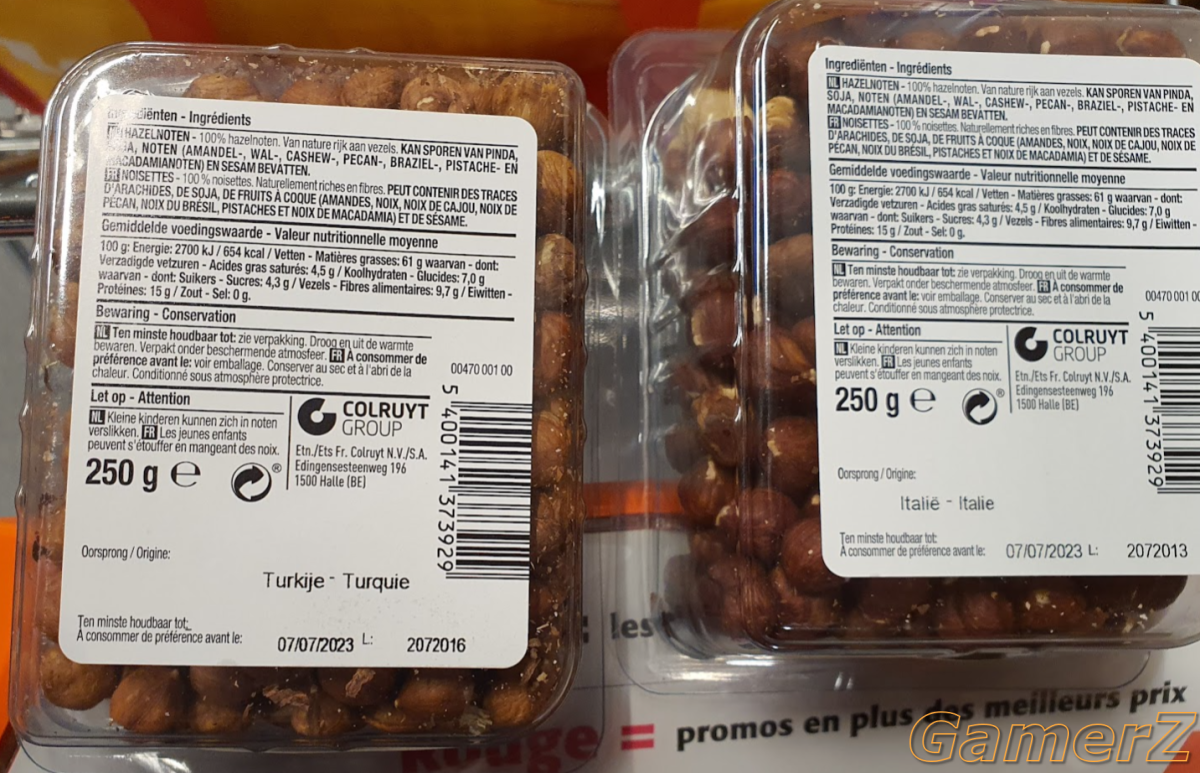 Ingrediënten - Ingrédients
NL HAZELNOTEN - 100% hazelnoten. Van nature rijk aan vezels. KAN SPOREN VAN PINDA,
SOJA, NOTEN (AMANDEL-, WAL-, CASHEW-, PECAN-, BRAZIEL-, PISTACHE- EN
MACADAMIANOTEN) EN SESAM BEVATTEN.
FR NOISETTES - 100 % noisettes. Naturellement riches en fibres. PEUT CONTENIR DES TRACES
D'ARACHIDES, DE SOJA, DE FRUITS À COQUE (AMANDES, NOIX, NOIX DE CAJOU, NOIX DE
PÉCAN, NOIX DU BRÉSIL, PISTACHES ET NOIX DE MACADAMIA) ET DE SÉSAME.
Gemiddelde voedingswaarde - Valeur nutritionnelle moyenne
100 g: Energie: 2700 kJ / 654 kcal / Vetten - Matières grasses: 61 g waarvan - dont:
Verzadigde vetzuren - Acides gras saturés: 4,5 g / Koolhydraten - Glucides: 7,0 g
waarvan - dont: Suikers - Sucres: 4,3 g / Vezels - Fibres alimentaires: 9,7 g / Eiwitten -
Protéines: 15 g / Zout - Sel: 0 g.
Bewaring - Conservation
NL Ten minste houdbaar tot: zie verpakking. Droog en uit de warmte
bewaren. Verpakt onder beschermende atmosfeer. FR À consommer de
préférence avant le: voir emballage. Conserver au sec et à l'abri de la
chaleur. Conditionné sous atmosphère protectrice.
00470 001 00
Let op - Attention
NL Kleine kinderen kunnen zich in noten
verslikken. FR Les jeunes enfants
peuvent s'étouffer en mangeant des noix.
250 g e
COLRUYT
GROUP
Etn./Ets Fr. Colruyt N.V./S.A.
Edingensesteenweg 196
1500 Halle (BE)
5 400141 373929
Oorsprong / Origine:
Turkije - Turquie
Ten minste houdbaar tot:
À consommer de préférence avant le: 07/07/2023 L: 2072016
Ingrediënten - Ingrédients
NL HAZELNOTEN - 100% hazelnoten. Van nature rijk aan vezels. KAN SPOREN VAN PINDA,
SOJA, NOTEN (AMANDEL-, WAL-, CASHEW-, PECAN-, BRAZIEL-, PISTACHE- EN
MACADAMIANOTEN) EN SESAM BEVATTEN.
FR NOISETTES - 100 % noisettes. Naturellement riches en fibres. PEUT CONTENIR DES TRACES
D'ARACHIDES, DE SOJA, DE FRUITS À COQUE (AMANDES, NOIX, NOIX DE CAJOU, NOIX DE
PÉCAN, NOIX DU BRÉSIL, PISTACHES ET NOIX DE MACADAMIA) ET DE SÉSAME.
Gemiddelde voedingswaarde - Valeur nutritionnelle moyenne
100 g: Energie: 2700 kJ / 654 kcal / Vetten - Matières grasses: 61 g waarvan - dont:
Verzadigde vetzuren - Acides gras saturés: 4,5 g / Koolhydraten - Glucides: 7,0 g
waarvan - dont: Suikers - Sucres: 4,3 g / Vezels - Fibres alimentaires: 9,7 g / Eiwitten -
Protéines: 15 g / Zout - Sel: 0 g.
Bewaring - Conservation
NL Ten minste houdbaar tot: zie verpakking. Droog en uit de warmte
bewaren. Verpakt onder beschermende atmosfeer. FR À consommer de
préférence avant le: voir emballage. Conserver au sec et à l'abri de la
chaleur. Conditionné sous atmosphère protectrice.
00470 001 00
Let op - Attention
NL Kleine kinderen kunnen zich in noten
verslikken. FR Les jeunes enfants
peuvent s'étouffer en mangeant des noix.
250 g e
COLRUYT
GROUP
Etn./Ets Fr. Colruyt N.V./S.A.
Edingensesteenweg 196
1500 Halle (BE)
5 400141 373929
Oorsprong / Origine:
Italië - Italie
Ten minste houdbaar tot:
À consommer de préférence avant le: 07/07/2023 L: 2072013
les
Rouge = promos en plus des meilleurs prix
GamerZ